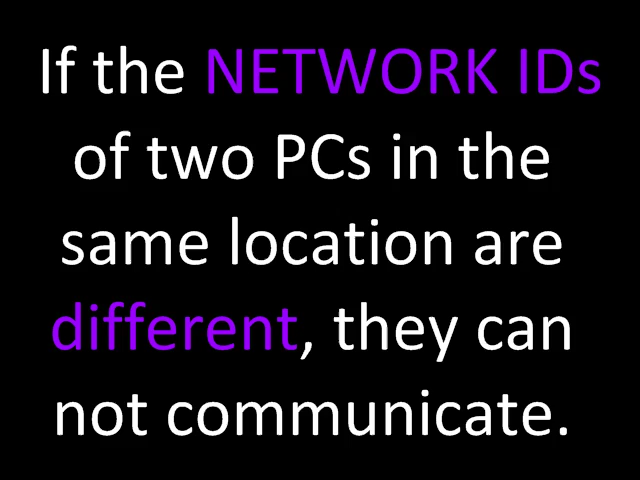 If the NETWORK IDs
of two PCs in the
same location are
different, they can
not communicate.